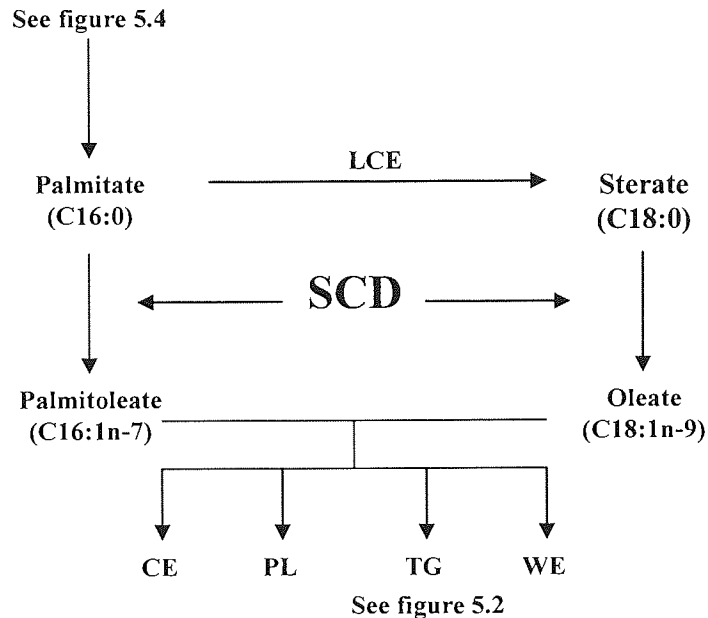 See figure 5.4
LCE
Palmitate
(C16:0)
Sterate
(C18:0)
SCD
Palmitoleate
(C16:1n-7)
Oleate
(C18:1n-9)
CE PL TG WE
See figure 5.2